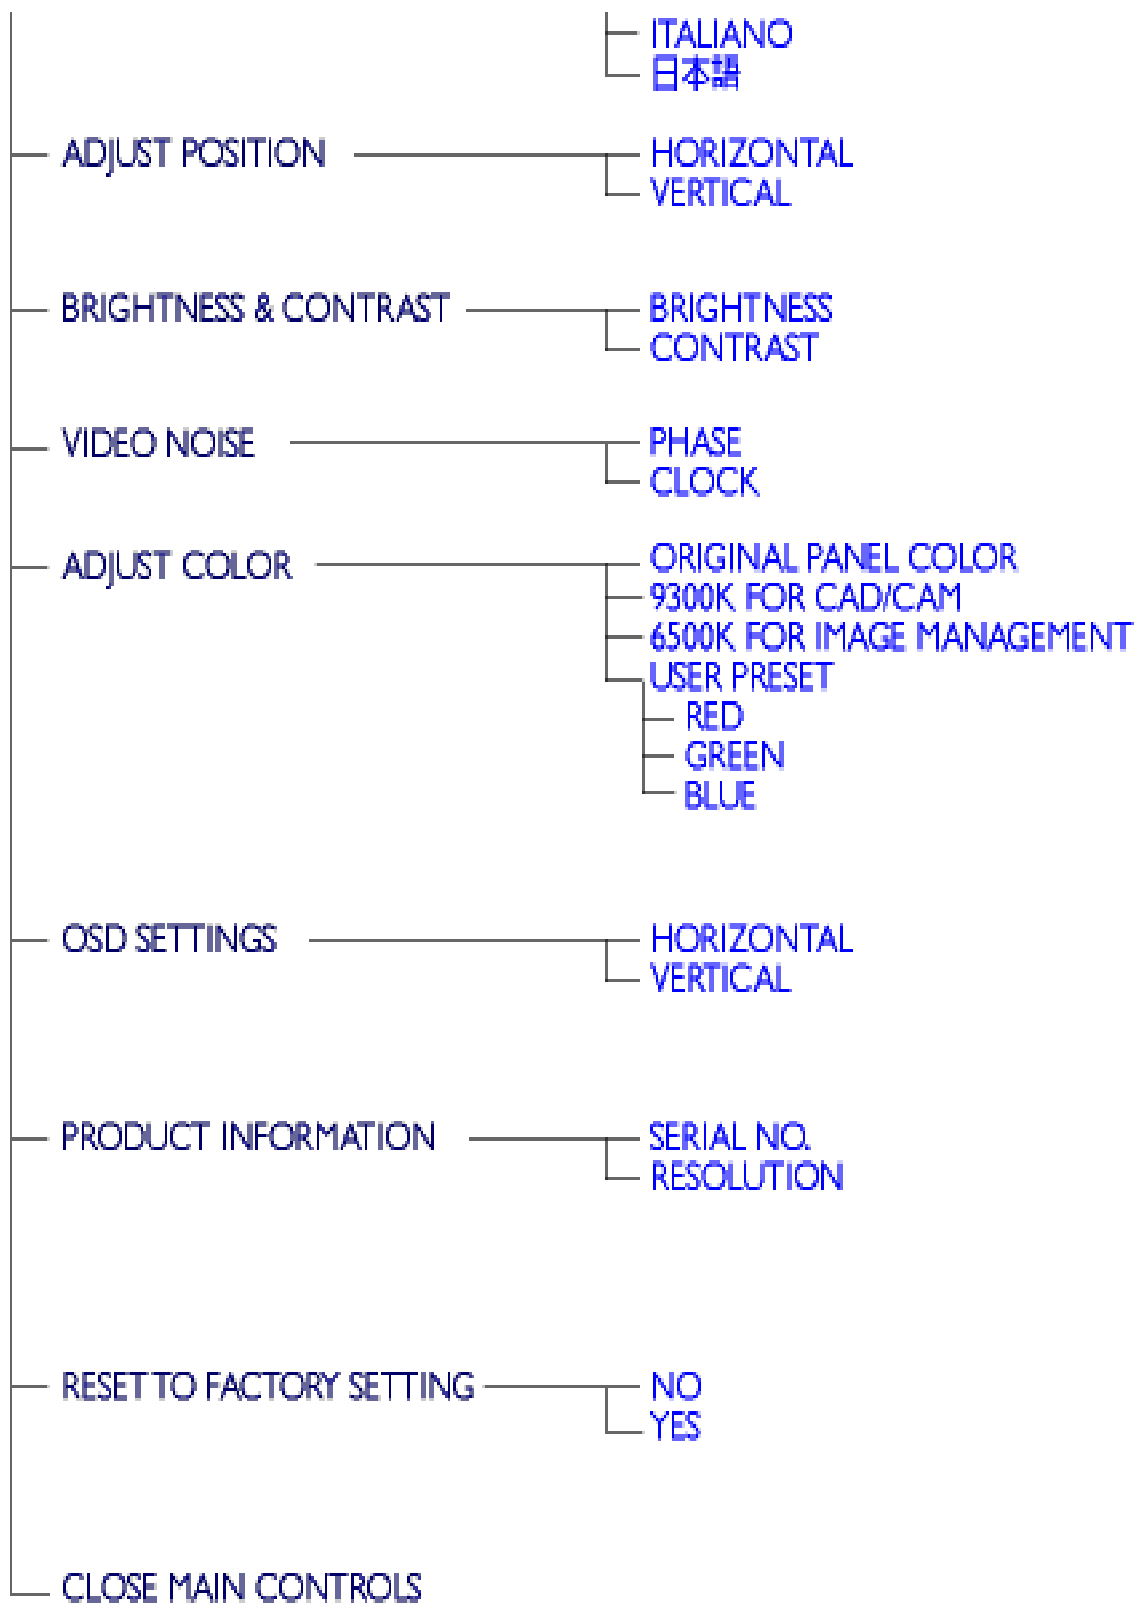 ITALIANO
日本語
ADJUST POSITION HORIZONTAL
VERTICAL
BRIGHTNESS & CONTRAST BRIGHTNESS
CONTRAST
VIDEO NOISE PHASE
CLOCK
ADJUST COLOR ORIGINAL PANEL COLOR
9300K FOR CAD/CAM
6500K FOR IMAGE MANAGEMENT
USER PRESET
RED
GREEN
BLUE
OSD SETTINGS HORIZONTAL
VERTICAL
PRODUCT INFORMATION SERIAL NO.
RESOLUTION
RESET TO FACTORY SETTING NO
YES
CLOSE MAIN CONTROLS